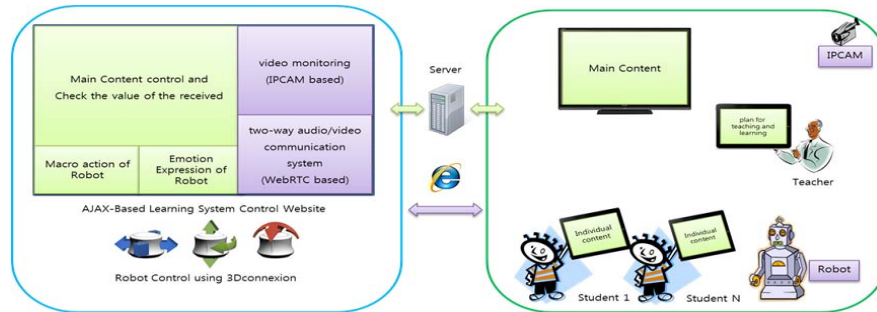 Main Content control and
Check the value of the received
video monitoring
(IPCAM based)
Macro action of
Robot
Emotion
Expression of
Robot
two-way audio/video
communication
system
(WebRTC based)
AJAX-Based Learning System Control Website
Robot Control using 3Dconnexion
Server
Main Content
IPCAM
plan for
teaching and
learning
Teacher
Individual
content
Individual
content
Student 1
Student N
Robot